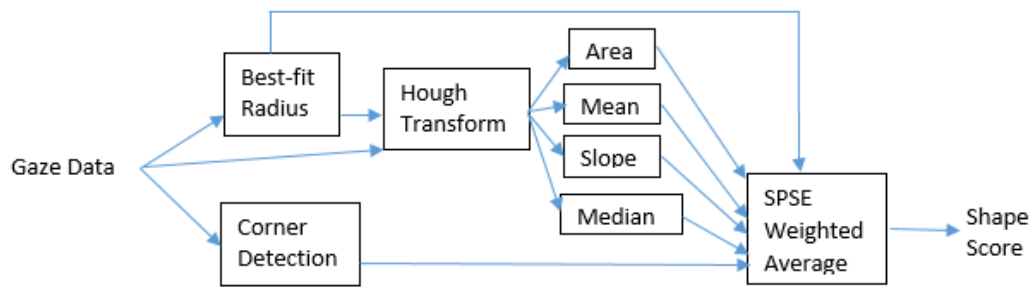 Gaze Data
Best-fit
Radius
Corner
Detection
Hough
Transform
Area
Mean
Slope
Median
SPSE
Weighted
Average
Shape
Score